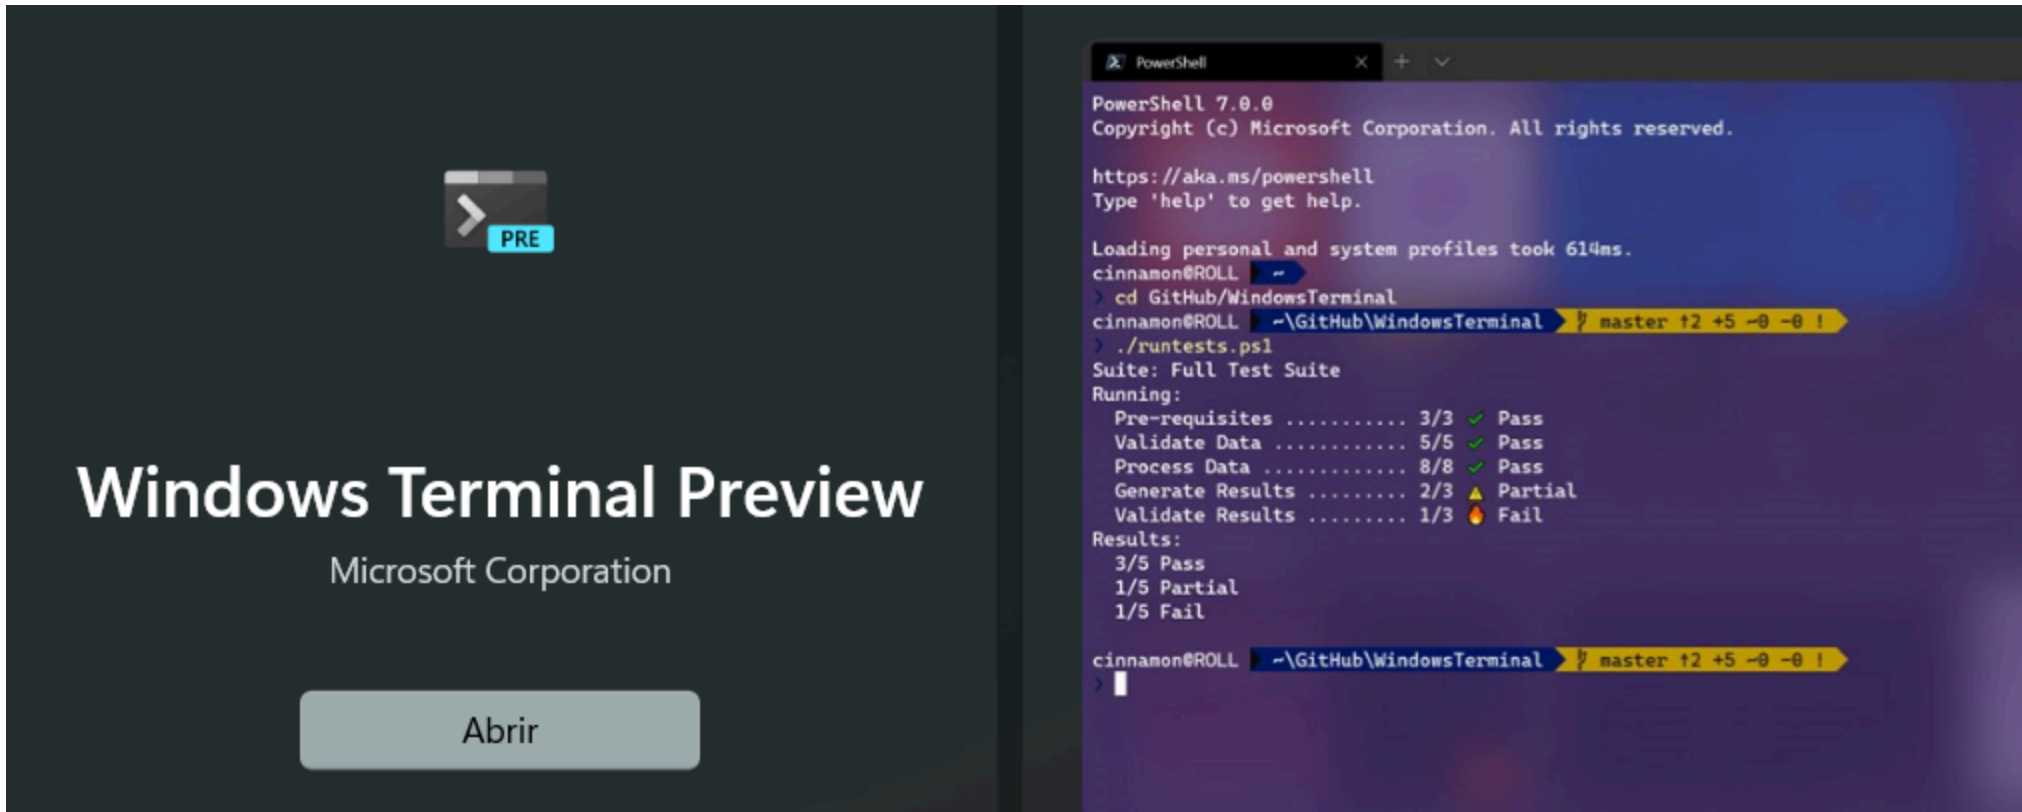 PRE
Windows Terminal Preview
Microsoft Corporation
Abrir
PowerShell
PowerShell 7.0.0
Copyright (c) Microsoft Corporation. All rights reserved.
https://aka.ms/powershell
Type 'help' to get help.
Loading personal and system profiles took 614ms.
cinnamon@ROLL ~
❯ cd GitHub/WindowsTerminal
cinnamon@ROLL ~\GitHub\WindowsTerminal master ↑2 +5 ~0 -0 !
❯ ./runtests.ps1
Suite: Full Test Suite
Running:
Pre-requisites ........... 3/3 ✓ Pass
Validate Data ............ 5/5 ✓ Pass
Process Data ............. 8/8 ✓ Pass
Generate Results ......... 2/3 ⚠ Partial
Validate Results ......... 1/3 🔥 Fail
Results:
3/5 Pass
1/5 Partial
1/5 Fail
cinnamon@ROLL ~\GitHub\WindowsTerminal master ↑2 +5 ~0 -0 !
❯